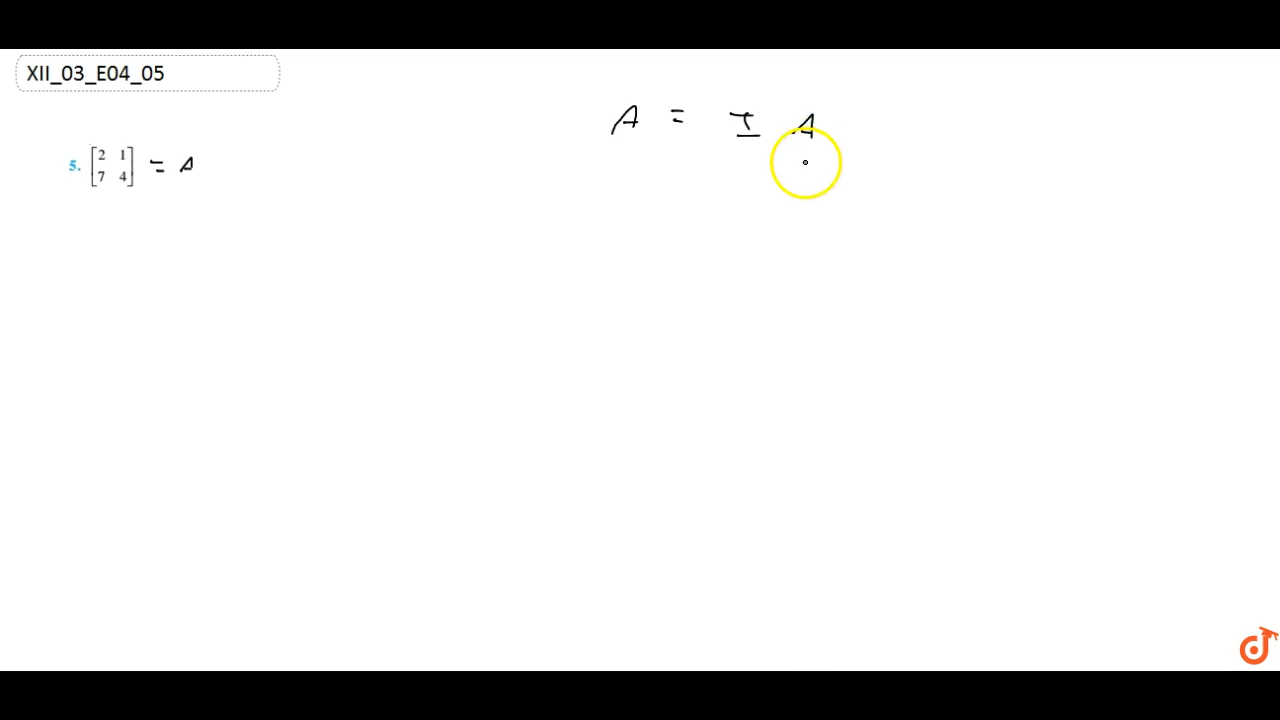 XII_03_E04_05
A = I A
5. [2 1
7 4] = A